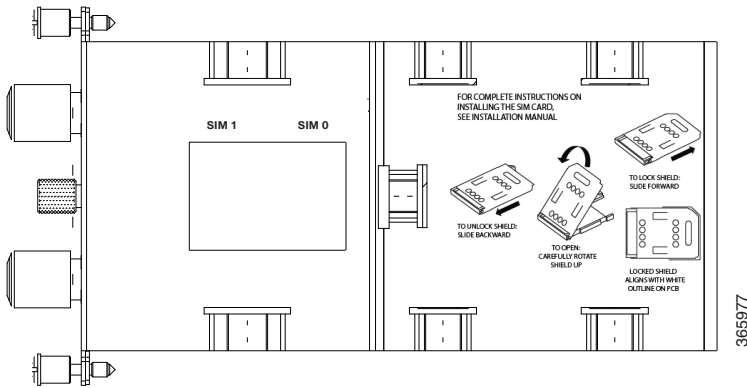 FOR COMPLETE INSTRUCTIONS ON
INSTALLING THE SIM CARD,
SEE INSTALLATION MANUAL
SIM 1
SIM 0
TO LOCK SHIELD:
SLIDE FORWARD
TO UNLOCK SHIELD:
SLIDE BACKWARD
TO OPEN:
CAREFULLY ROTATE
SHIELD UP
LOCKED SHIELD
ALIGNS WITH WHITE
OUTLINE ON PCB
365977